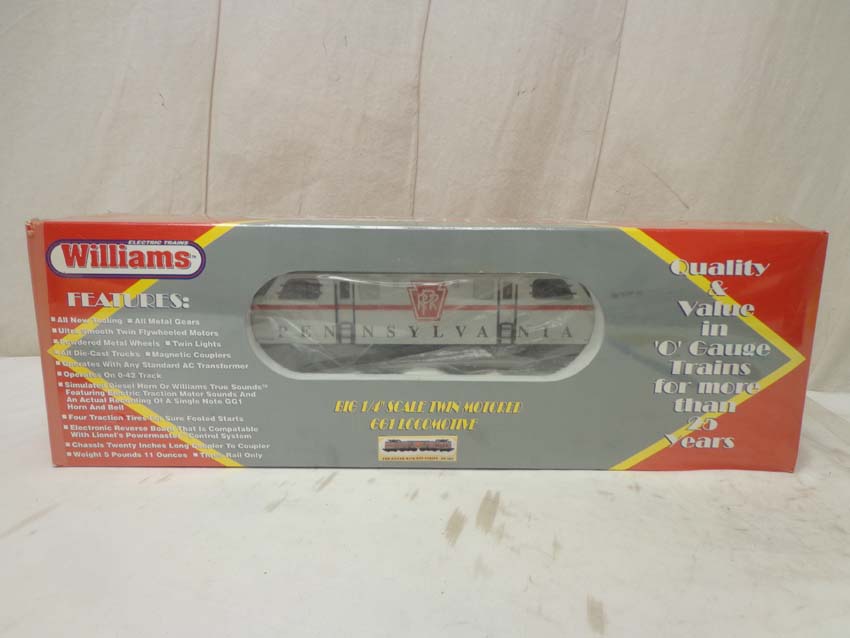 ELECTRIC TRAINS
Williams™
FEATURES:
■ All New Tooling ■ All Metal Gears
■ Ultra Smooth Twin Flywheeled Motors
■ Powdered Metal Wheels ■ Twin Lights
■ All Die-Cast Trucks ■ Magnetic Couplers
■ Operates With Any Standard AC Transformer
■ Operates On 0-42 Track
■ Simulated Diesel Horn Or Williams True Sounds™
Featuring Electric Traction Motor Sounds And
An Actual Recording Of A Single Note GG1
Horn And Bell
■ Four Traction Tires For Sure Footed Starts
■ Electronic Reverse Board That Is Compatable
With Lionel's Powermaster Control System
■ Chassis Twenty Inches Long Coupler To Coupler
■ Weight 5 Pounds 11 Ounces ■ Three Rail Only
PRR
PENNSYLVANIA
BIG 1/4" SCALE TWIN MOTORED
GG1 LOCOMOTIVE
Quality
&
Value
in
'O' Gauge
Trains
for more
than
25
Years